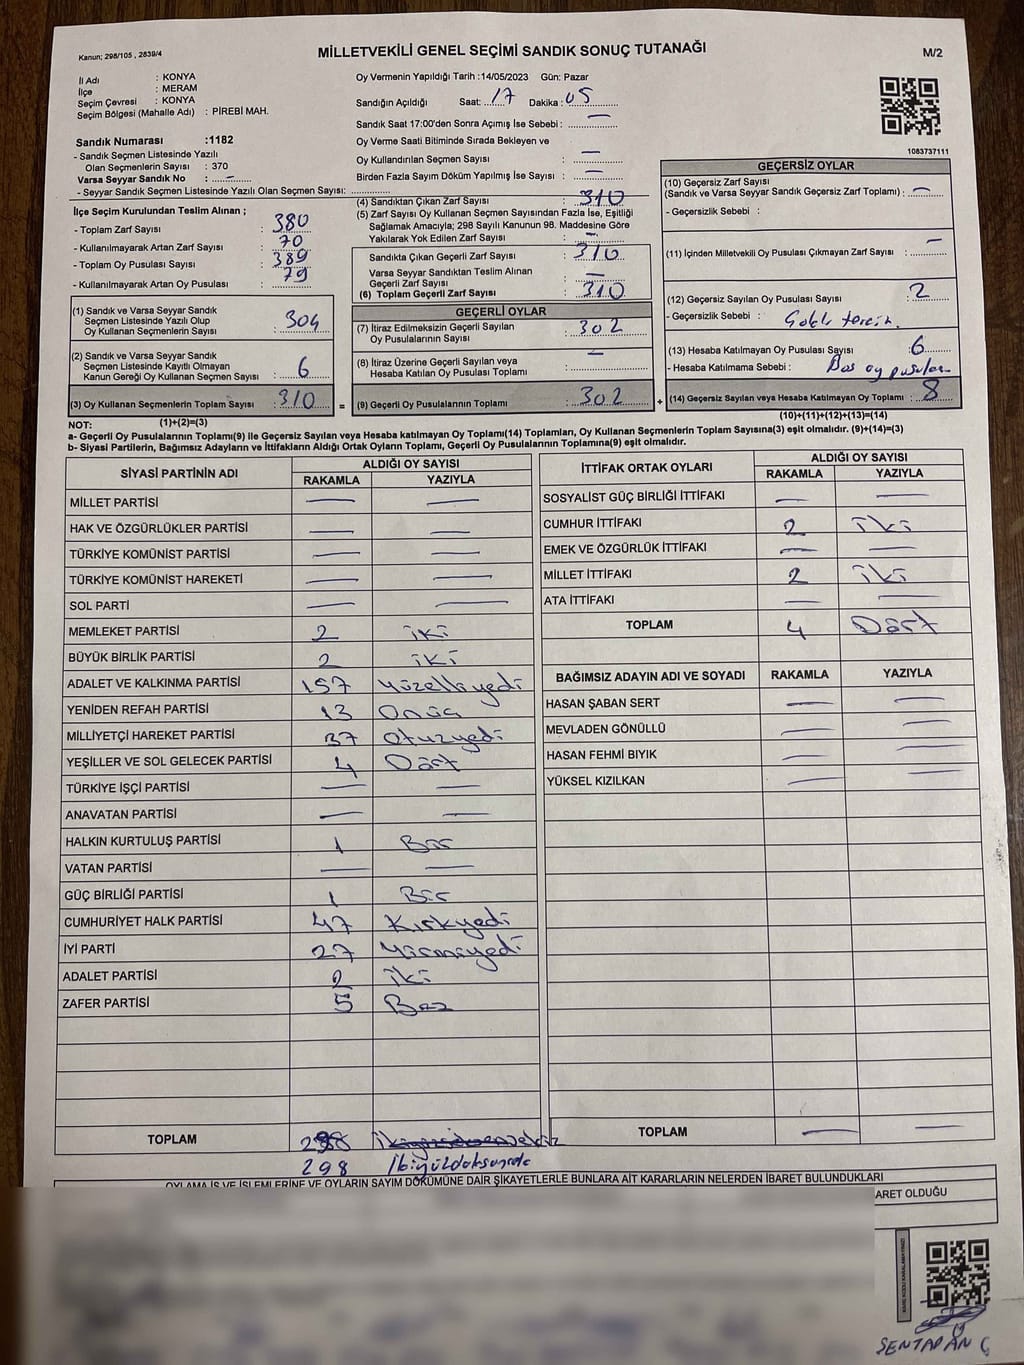 Kanun; 298/105 , 2839/4
MİLLETVEKİLİ GENEL SEÇİMİ SANDIK SONUÇ TUTANAĞI
M/2
İl Adı : KONYA
İlçe : MERAM
Seçim Çevresi : KONYA
Seçim Bölgesi (Mahalle Adı) : PİREBİ MAH.
Oy Vermenin Yapıldığı Tarih :14/05/2023 Gün: Pazar
Sandığın Açıldığı Saat: 17 Dakika : 05
Sandık Saat 17:00'den Sonra Açımış İse Sebebi : —
Oy Verme Saati Bitiminde Sırada Bekleyen ve
Oy Kullandırılan Seçmen Sayısı : —
Birden Fazla Sayım Döküm Yapılmış İse Sayısı : —
1083737111
Sandık Numarası :1182
- Sandık Seçmen Listesinde Yazılı
Olan Seçmenlerin Sayısı : 370
Varsa Seyyar Sandık No : —
- Seyyar Sandık Seçmen Listesinde Yazılı Olan Seçmen Sayısı:
İlçe Seçim Kurulundan Teslim Alınan ;
- Toplam Zarf Sayısı : 380
- Kullanılmayarak Artan Zarf Sayısı : 70
- Toplam Oy Pusulası Sayısı : 389
- Kullanılmayarak Artan Oy Pusulası : 79
(4) Sandıktan Çıkan Zarf Sayısı : 310
(5) Zarf Sayısı Oy Kullanan Seçmen Sayısından Fazla İse, Eşitliği
Sağlamak Amacıyla; 298 Sayılı Kanunun 98. Maddesine Göre
Yakılarak Yok Edilen Zarf Sayısı : —
Sandıkta Çıkan Geçerli Zarf Sayısı : 310
Varsa Seyyar Sandıktan Teslim Alınan
Geçerli Zarf Sayısı : —
(6) Toplam Geçerli Zarf Sayısı : 310
GEÇERSİZ OYLAR
(10) Geçersiz Zarf Sayısı
(Sandık ve Varsa Seyyar Sandık Geçersiz Zarf Toplamı) : —
- Geçersizlik Sebebi :
(11) İçinden Milletvekili Oy Pusulası Çıkmayan Zarf Sayısı : —
(12) Geçersiz Sayılan Oy Pusulası Sayısı : 2
- Geçersizlik Sebebi : tercih.
(13) Hesaba Katılmayan Oy Pusulası Sayısı : 6
- Hesaba Katılmama Sebebi : Boş oy pusulası
(14) Geçersiz Sayılan veya Hesaba Katılmayan Oy Toplamı : 8
(10)+(11)+(12)+(13)=(14)
(1) Sandık ve Varsa Seyyar Sandık
Seçmen Listesinde Yazılı Olup
Oy Kullanan Seçmenlerin Sayısı : 304
(2) Sandık ve Varsa Seyyar Sandık
Seçmen Listesinde Kayıtlı Olmayan
Kanun Gereği Oy Kullanan Seçmen Sayısı : 6
(3) Oy Kullanan Seçmenlerin Toplam Sayısı : 310 =
(1)+(2)=(3)
GEÇERLİ OYLAR
(7) İtiraz Edilmeksizin Geçerli Sayılan
Oy Pusulalarının Sayısı : 302
(8) İtiraz Üzerine Geçerli Sayılan veya
Hesaba Katılan Oy Pusulası Toplamı : —
(9) Geçerli Oy Pusulalarının Toplamı : 302 +
NOT:
a- Geçerli Oy Pusulalarının Toplamı(9) ile Geçersiz Sayılan veya Hesaba katılmayan Oy Toplamı(14) Toplamları, Oy Kullanan Seçmenlerin Toplam Sayısına(3) eşit olmalıdır. (9)+(14)=(3)
b- Siyasi Partilerin, Bağımsız Adayların ve İttifakların Aldığı Ortak Oyların Toplamı, Geçerli Oy Pusulalarının Toplamına(9) eşit olmalıdır.
SİYASİ PARTİNİN ADI
ALDIĞI OY SAYISI
RAKAMLA YAZIYLA
MİLLET PARTİSİ — —
HAK VE ÖZGÜRLÜKLER PARTİSİ — —
TÜRKİYE KOMÜNİST PARTİSİ — —
TÜRKİYE KOMÜNİST HAREKETİ — —
SOL PARTİ — —
MEMLEKET PARTİSİ 2 iki
BÜYÜK BİRLİK PARTİSİ 2 iki
ADALET VE KALKINMA PARTİSİ 157 Yüzelliyedi
YENİDEN REFAH PARTİSİ 13 Onüç
MİLLİYETÇİ HAREKET PARTİSİ 37 Otuzyedi
YEŞİLLER VE SOL GELECEK PARTİSİ 4 Dört
TÜRKİYE İŞÇİ PARTİSİ — —
ANAVATAN PARTİSİ — —
HALKIN KURTULUŞ PARTİSİ 1 Bir
VATAN PARTİSİ — —
GÜÇ BİRLİĞİ PARTİSİ 1 Bir
CUMHURİYET HALK PARTİSİ 47 Kırkyedi
İYİ PARTİ 27 Yirmiyedi
ADALET PARTİSİ 2 iki
ZAFER PARTİSİ 5 Beş
TOPLAM
298
İTTİFAK ORTAK OYLARI
ALDIĞI OY SAYISI
RAKAMLA YAZIYLA
SOSYALİST GÜÇ BİRLİĞİ İTTİFAKI — —
CUMHUR İTTİFAKI 2 iki
EMEK VE ÖZGÜRLÜK İTTİFAKI — —
MİLLET İTTİFAKI 2 iki
ATA İTTİFAKI — —
TOPLAM 4 Dört
BAĞIMSIZ ADAYIN ADI VE SOYADI RAKAMLA YAZIYLA
HASAN ŞABAN SERT — —
MEVLADEN GÖNÜLLÜ — —
HASAN FEHMİ BIYIK — —
YÜKSEL KIZILKAN — —
TOPLAM — —
OYLAMA İŞ VE İŞLEMLERİNE VE OYLARIN SAYIM DÖKÜMÜNE DAİR ŞİKAYETLERLE BUNLARA AİT KARARLARIN NELERDEN İBARET BULUNDUKLARI
ARET OLDUĞU
KARE KODU KARALAMAYINIZ!